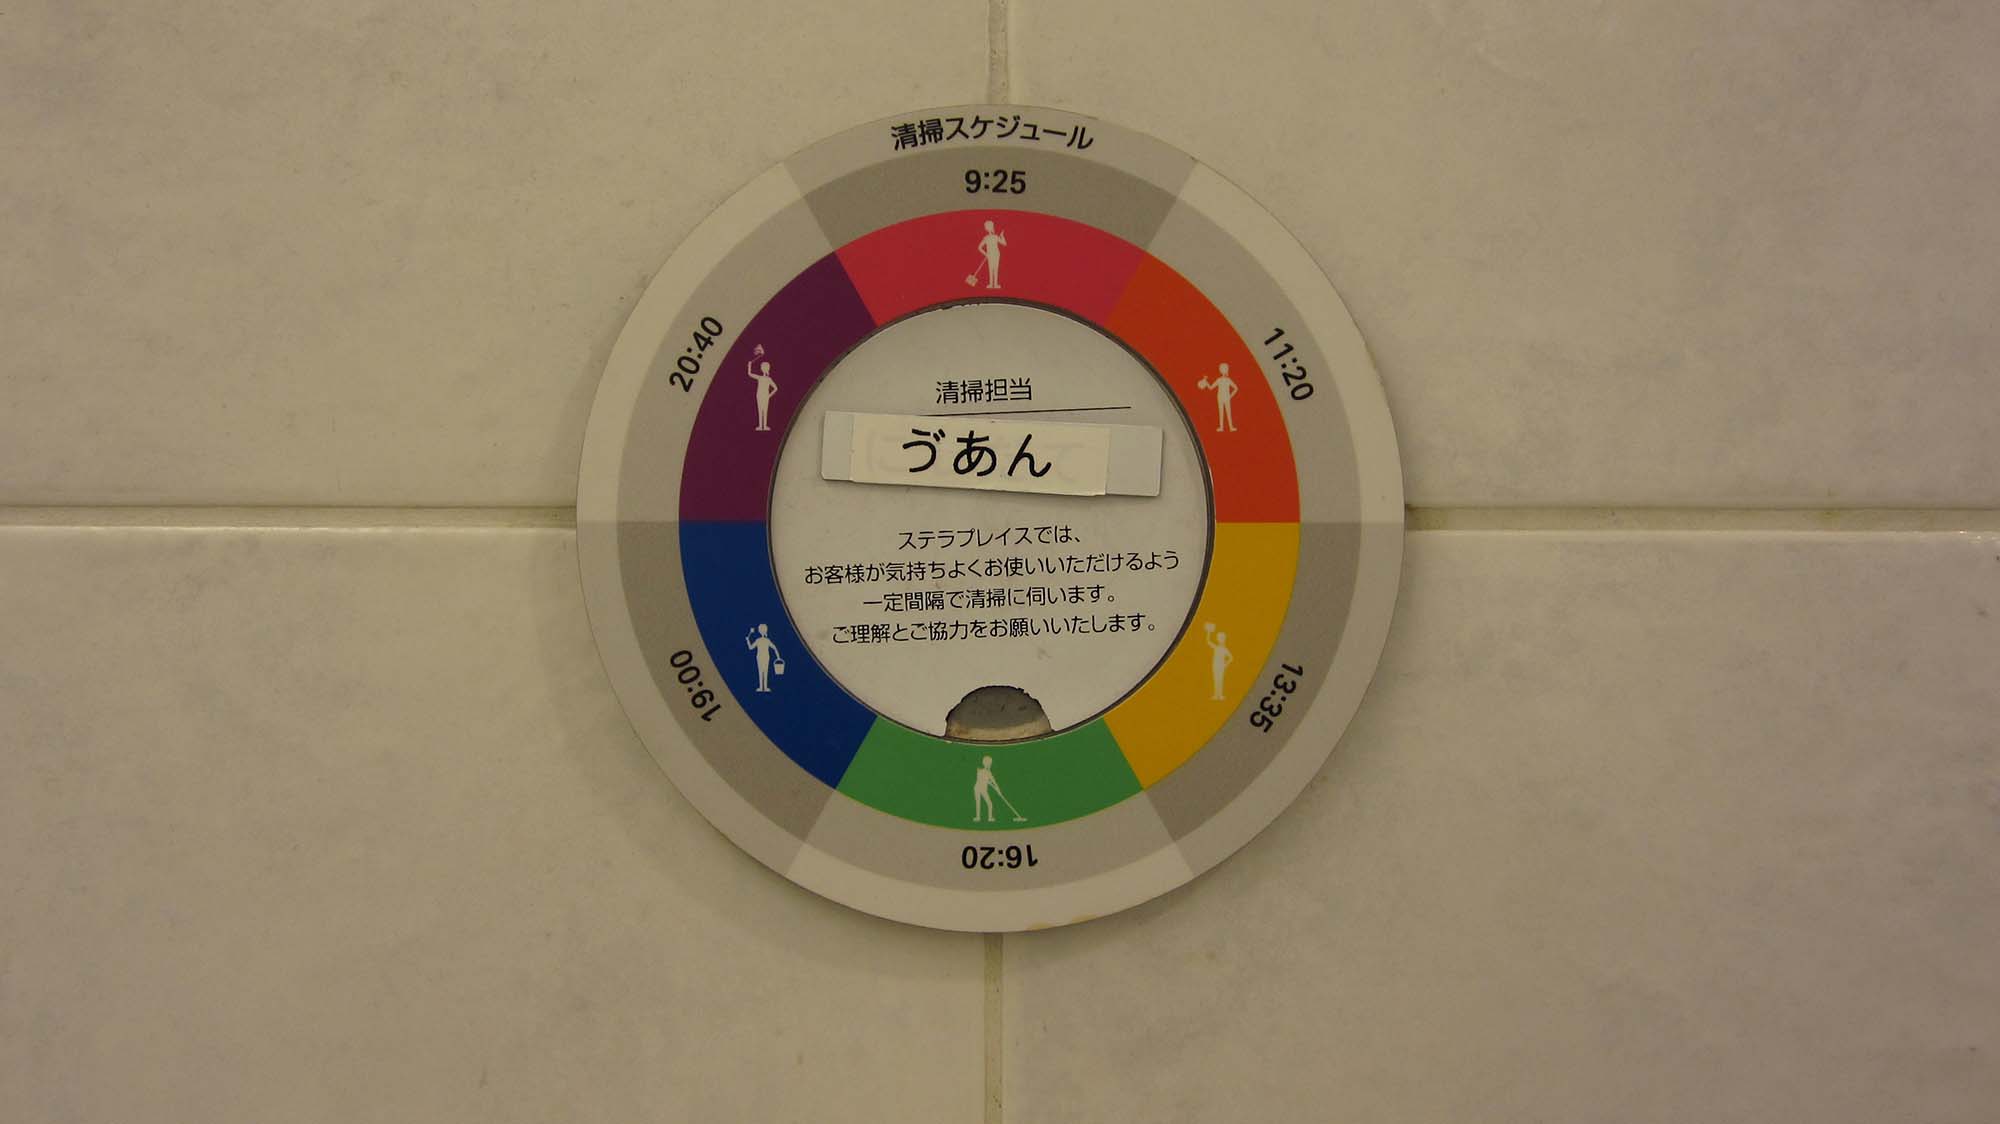 清掃スケジュール
9:25
11:20
13:35
16:20
19:00
20:40
清掃担当
ゔあん
ステラプレイスでは、
お客様が気持ちよくお使いいただけるよう
一定間隔で清掃に伺います。
ご理解とご協力をお願いいたします。